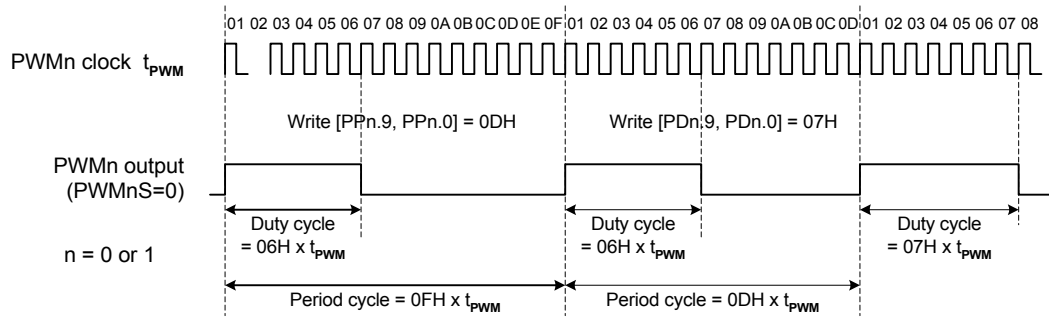 01 02 03 04 05 06 07 08 09 0A 0B 0C 0D 0E 0F 01 02 03 04 05 06 07 08 09 0A 0B 0C 0D 01 02 03 04 05 06 07 08
PWMn clock tPWM
Write [PPn.9, PPn.0] = 0DH
Write [PDn.9, PDn.0] = 07H
PWMn output
(PWMnS=0)
Duty cycle
= 06H x tPWM
Duty cycle
= 06H x tPWM
Duty cycle
= 07H x tPWM
n = 0 or 1
Period cycle = 0FH x tPWM
Period cycle = 0DH x tPWM